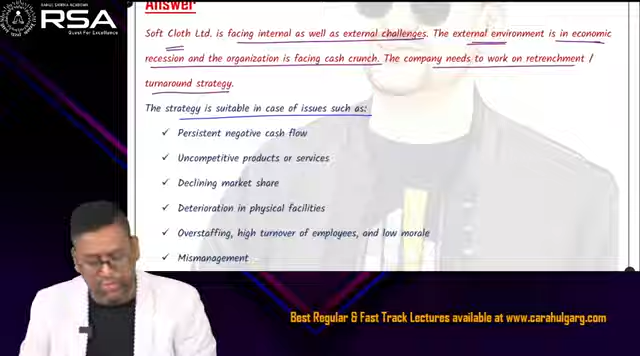 RAHUL GARG'S ACADEMY
RSA
Quest For Excellence
Answer
Soft Cloth Ltd. is facing internal as well as external challenges. The external environment is in economic
recession and the organization is facing cash crunch. The company needs to work on retrenchment /
turnaround strategy.
The strategy is suitable in case of issues such as:
✓ Persistent negative cash flow
✓ Uncompetitive products or services
✓ Declining market share
✓ Deterioration in physical facilities
✓ Overstaffing, high turnover of employees, and low morale
✓ Mismanagement
Best Regular & Fast Track Lectures available at www.carahulgarg.com